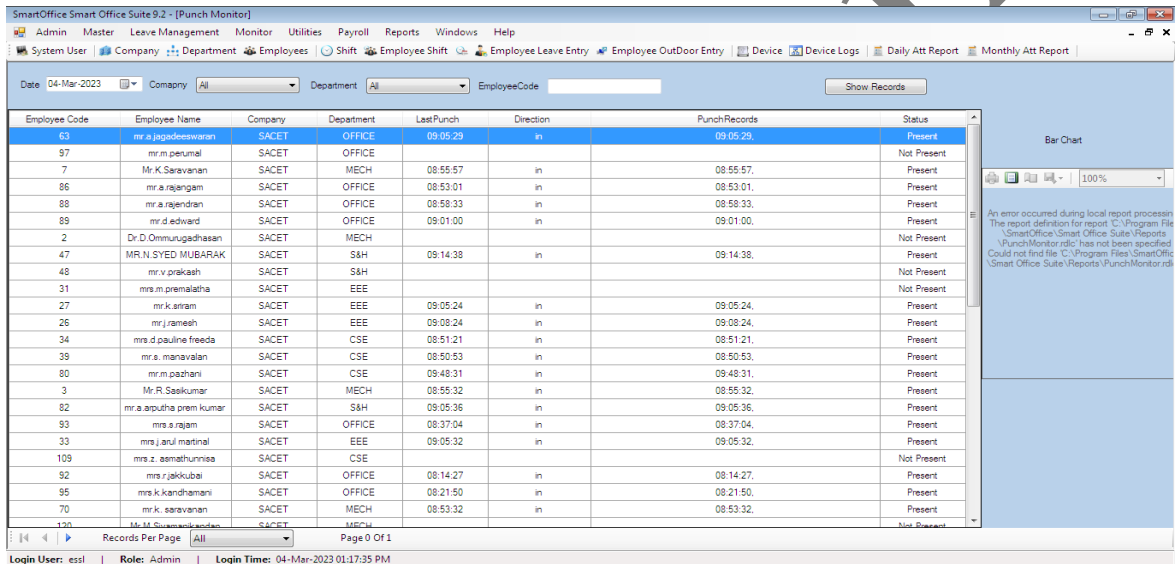 SmartOffice Smart Office Suite9.2 - [Punch Monitor]
Admin Master Leave Management Monitor Utilities Payroll Reports Windows Help
System User Company Department Employees Shift Employee Shift Employee Leave Entry Employee OutDoor Entry Device Device Logs Daily Att Report Monthly Att Report
Date 04-Mar-2023 Comapny All Department All EmployeeCode Show Records
Employee Code Employee Name Company Department LastPunch Direction PunchRecords Status
63 mr.a.jagadeeswaran SACET OFFICE 09:05:29 in 09:05:29, Present
97 mr.m.perumal SACET OFFICE Not Present
7 Mr.K.Saravanan SACET MECH 08:55:57 in 08:55:57, Present
86 mr.a.rajangam SACET OFFICE 08:53:01 in 08:53:01, Present
88 mr.a.rajendran SACET OFFICE 08:58:33 in 08:58:33, Present
89 mr.d.edward SACET OFFICE 09:01:00 in 09:01:00, Present
2 Dr.D.Ommurugadhasan SACET MECH Not Present
47 MR.N.SYED MUBARAK SACET S&H 09:14:38 in 09:14:38, Present
48 mr.v.prakash SACET S&H Not Present
31 mrs.m.premalatha SACET EEE Not Present
27 mr.k.sriram SACET EEE 09:05:24 in 09:05:24, Present
26 mr.j.ramesh SACET EEE 09:08:24 in 09:08:24, Present
34 mrs.d.pauline freeda SACET CSE 08:51:21 in 08:51:21, Present
39 mr.s. manavalan SACET CSE 08:50:53 in 08:50:53, Present
80 mr.m.pazhani SACET CSE 09:48:31 in 09:48:31, Present
3 Mr.R.Sasikumar SACET MECH 08:55:32 in 08:55:32, Present
82 mr.a.arputha prem kumar SACET S&H 09:05:36 in 09:05:36, Present
93 mrs.s.rajam SACET OFFICE 08:37:04 in 08:37:04, Present
33 mrs.j.arul martinal SACET EEE 09:05:32 in 09:05:32, Present
109 mrs.z. asmathunnisa SACET CSE Not Present
92 mrs.r.jakkubai SACET OFFICE 08:14:27 in 08:14:27, Present
95 mrs.k.kandhamani SACET OFFICE 08:21:50 in 08:21:50, Present
70 mr.k. saravanan SACET MECH 08:53:32 in 08:53:32, Present
120 Mr.M.Sivamanikandan SACET MECH Not Present
Bar Chart
100%
An error occurred during local report processin
The report definition for report 'C:\Program File
\SmartOffice\Smart Office Suite\Reports
\PunchMonitor.rdlc' has not been specified
Could not find file 'C:\Program Files\SmartOffic
\Smart Office Suite\Reports\PunchMonitor.rdl
Records Per Page All Page 0 Of 1
Login User: essl | Role: Admin | Login Time: 04-Mar-2023 01:17:35 PM